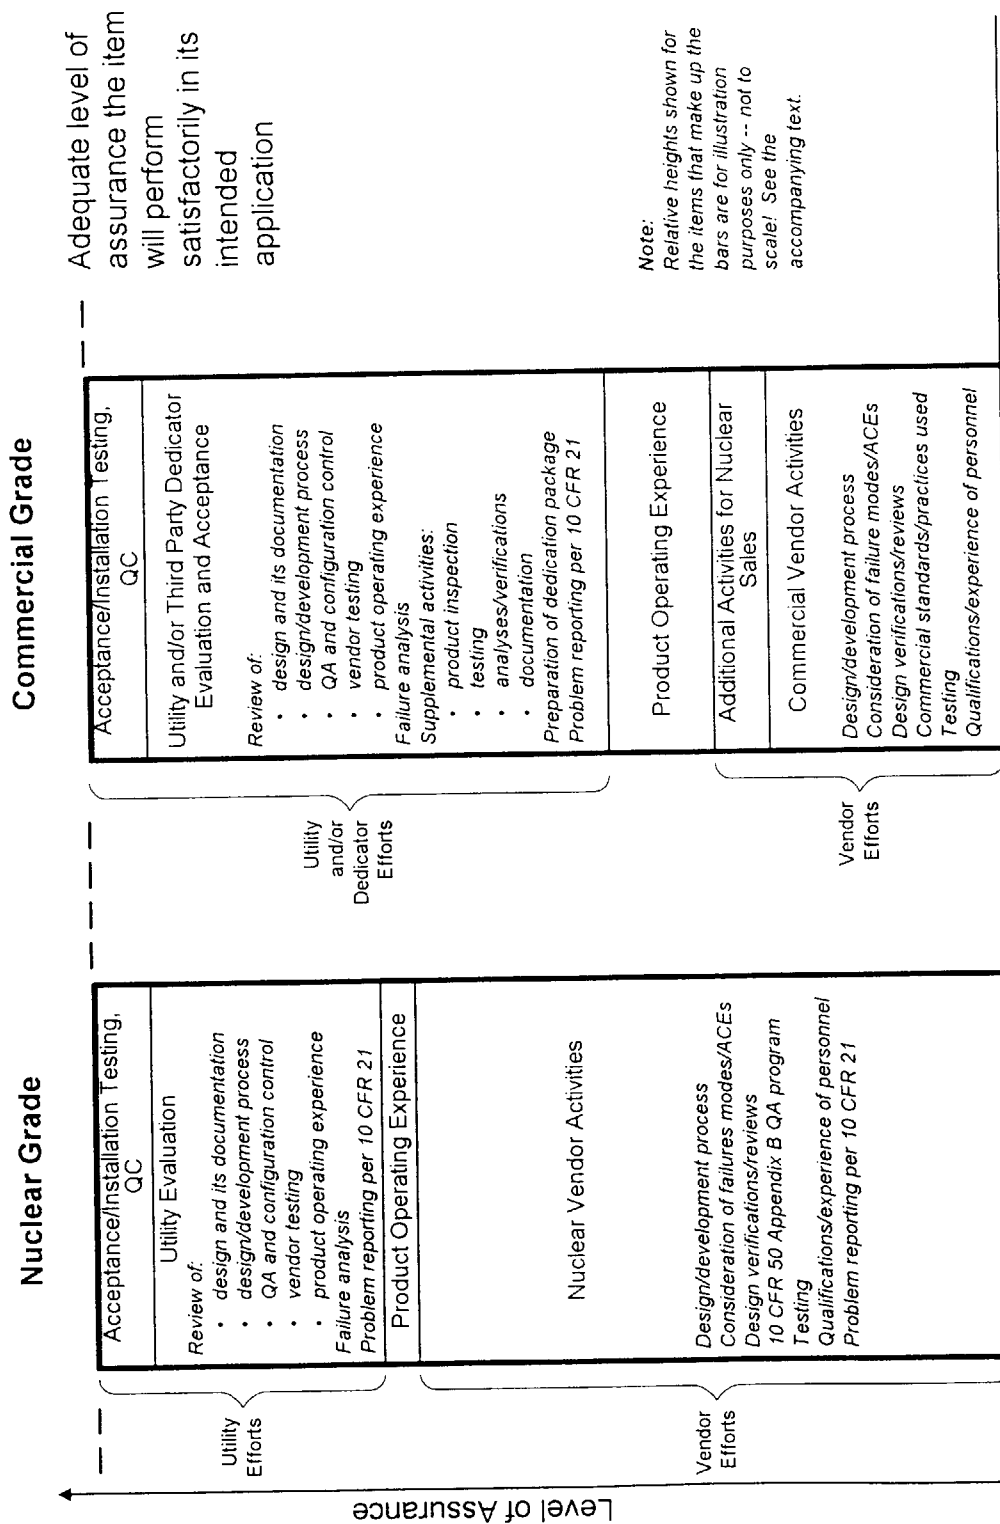 Nuclear Grade
Commercial Grade
Level of Assurance
Utility
Efforts
Vendor
Efforts
Acceptance/Installation Testing,
QC
Utility Evaluation
Review of:
• design and its documentation
• design/development process
• QA and configuration control
• vendor testing
• product operating experience
Failure analysis
Problem reporting per 10 CFR 21
Product Operating Experience
Nuclear Vendor Activities
Design/development process
Consideration of failures modes/ACEs
Design verifications/reviews
10 CFR 50 Appendix B QA program
Testing
Qualifications/experience of personnel
Problem reporting per 10 CFR 21
Utility
and/or
Dedicator
Efforts
Vendor
Efforts
Acceptance/Installation Testing,
QC
Utility and/or Third Party Dedicator
Evaluation and Acceptance
Review of:
• design and its documentation
• design/development process
• QA and configuration control
• vendor testing
• product operating experience
Failure analysis
Supplemental activities:
• product inspection
• testing
• analyses/verifications
• documentation
Preparation of dedication package
Problem reporting per 10 CFR 21
Product Operating Experience
Additional Activities for Nuclear
Sales
Commercial Vendor Activities
Design/development process
Consideration of failure modes/ACEs
Design verifications/reviews
Commercial standards/practices used
Testing
Qualifications/experience of personnel
Adequate level of
assurance the item
will perform
satisfactorily in its
intended
application
Note:
Relative heights shown for
the items that make up the
bars are for illustration
purposes only -- not to
scale! See the
accompanying text.